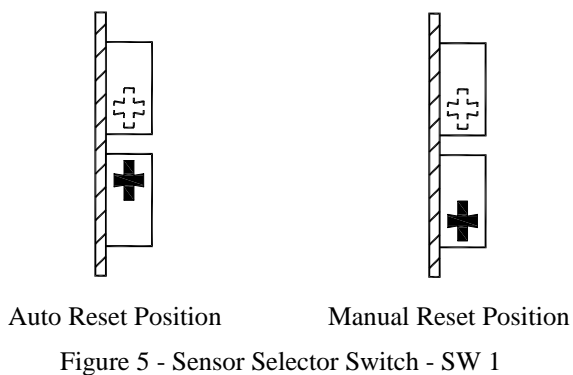 Auto Reset Position
Manual Reset Position
Figure 5 - Sensor Selector Switch - SW 1